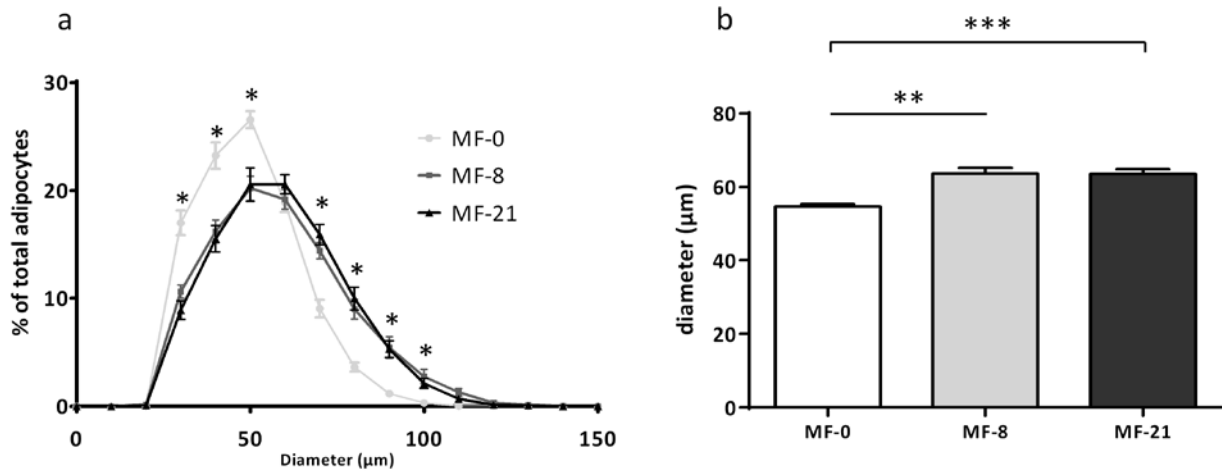 a
% of total adipocytes
30
20
10
0
* * * * * * *
MF-0
MF-8
MF-21
0 50 100 150
Diameter (µm)
b
***
**
diameter (µm)
80
60
40
20
0
MF-0 MF-8 MF-21